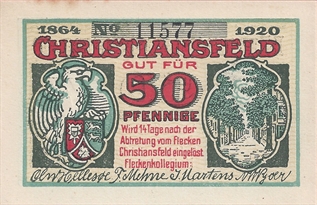 1864 No 11577 1920
CHRISTIANSFELD
GUT FÜR
50
PFENNIGE
Wird 14 Tage nach der
Abtretung vom Flecken
Christiansfeld eingelöst.
Fleckenkollegium:
J Martens